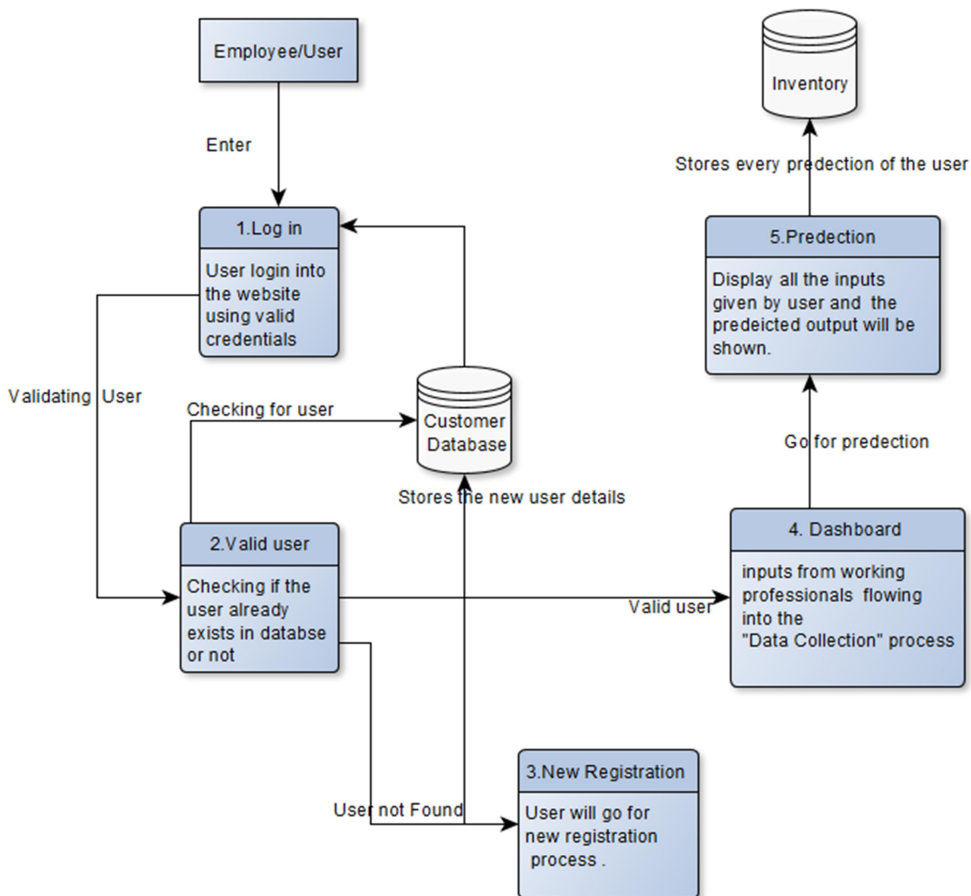 Employee/User
Enter
1.Log in
User login into
the website
using valid
credentials
Validating User
Checking for user
Customer
Database
Stores the new user details
2.Valid user
Checking if the
user already
exists in databse
or not
Valid user
User not Found
3.New Registration
User will go for
new registration
process .
4. Dashboard
inputs from working
professionals flowing
into the
"Data Collection" process
Go for predection
5.Predection
Display all the inputs
given by user and the
predeicted output will be
shown.
Stores every predection of the user
Inventory